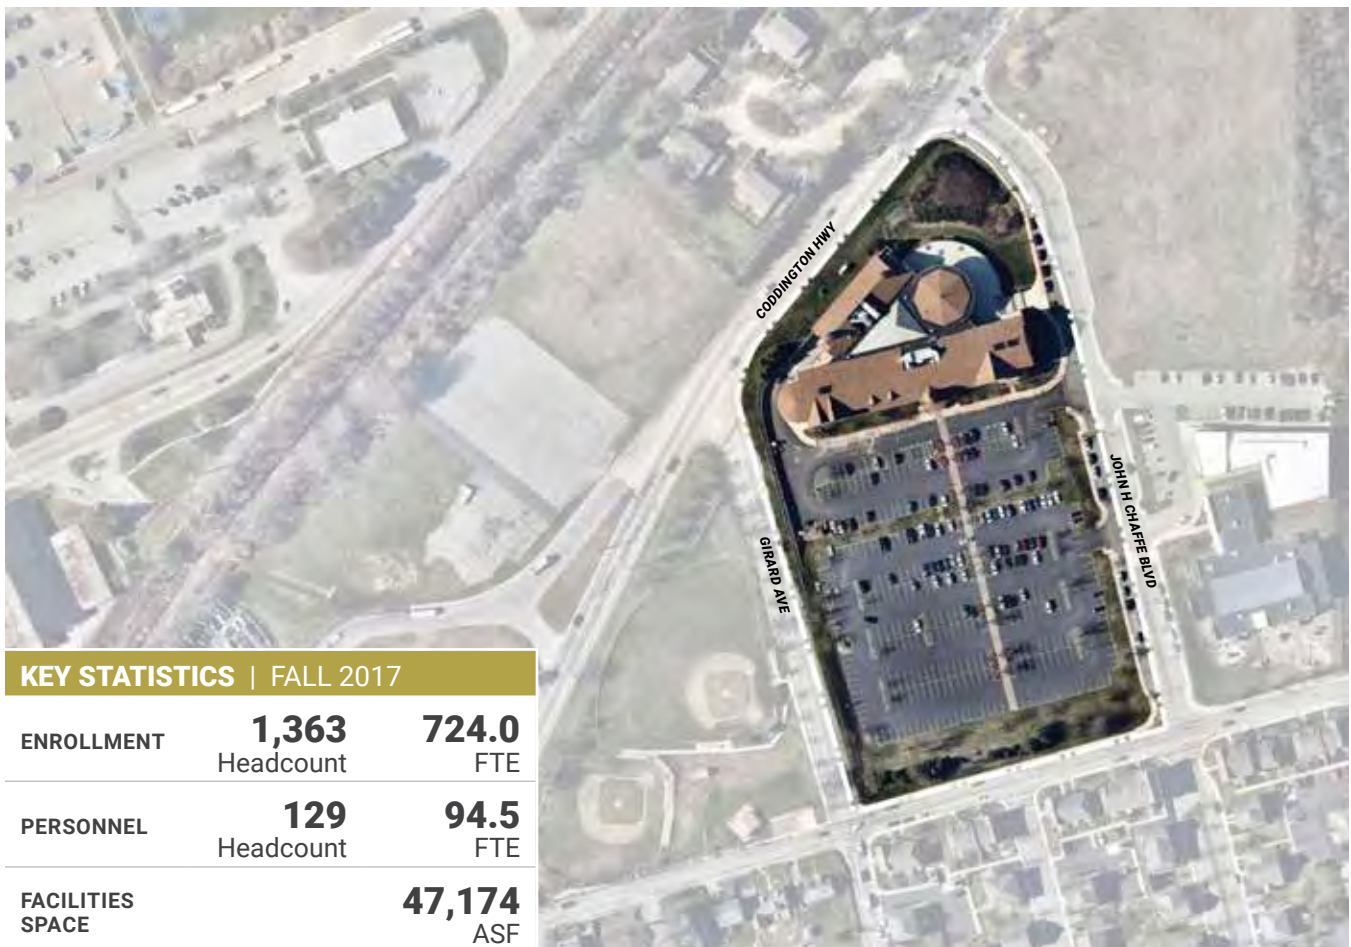 CODDINGTON HWY
JOHN H CHAFFE BLVD
GIRARD AVE
KEY STATISTICS | FALL 2017
ENROLLMENT 1,363 724.0
Headcount FTE
PERSONNEL 129 94.5
Headcount FTE
FACILITIES SPACE 47,174
ASF